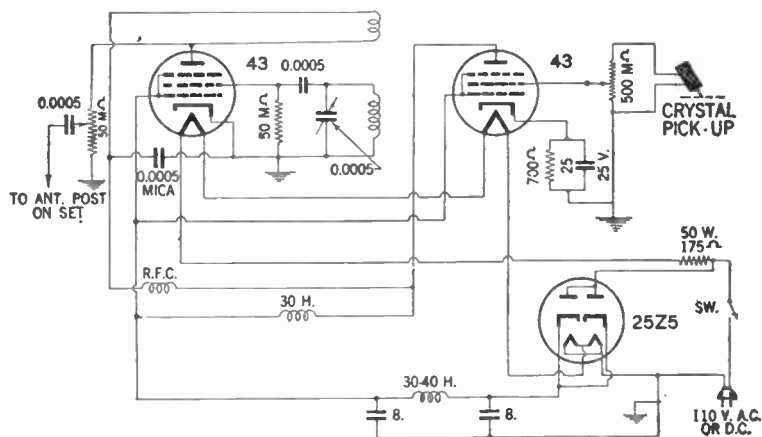 43
0.0005
0.0005
50 MΩ
50 MΩ
0.0005
0.0005
MICA
TO ANT. POST
ON SET
43
500 MΩ
CRYSTAL
PICK-UP
700Ω
25
25 V.
R.F.C.
30 H.
50 W.
175Ω
SW.
25Z5
30-40 H.
8.
8.
110 V. A.C.
OR D.C.